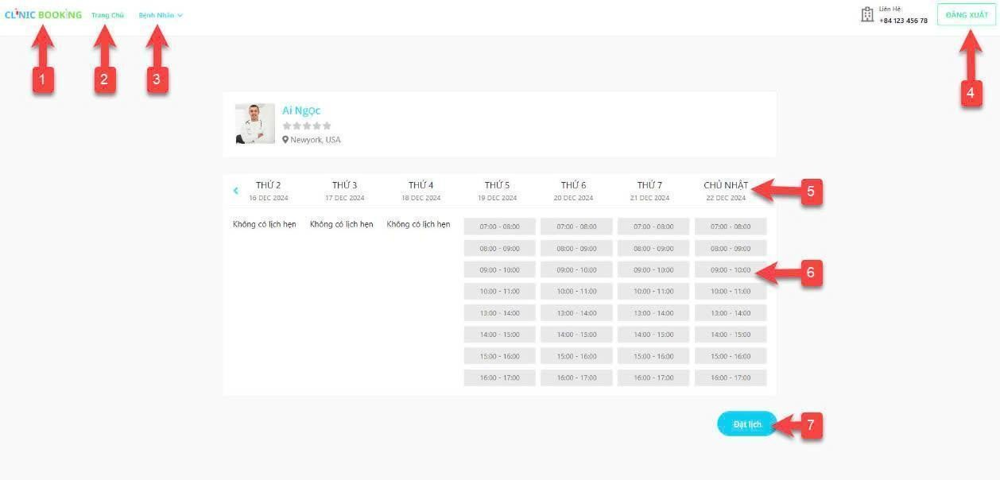 CLINIC BOOKING Trang Chủ Bệnh Nhân Liên Hệ
+84 123 456 78 ĐĂNG XUẤT
1 2 3 4
Ai Ngọc
Newyork, USA
THỨ 2 THỨ 3 THỨ 4 THỨ 5 THỨ 6 THỨ 7 CHỦ NHẬT 5
16 DEC 2024 17 DEC 2024 18 DEC 2024 19 DEC 2024 20 DEC 2024 21 DEC 2024 22 DEC 2024
Không có lịch hẹn Không có lịch hẹn Không có lịch hẹn 07:00 - 08:00 07:00 - 08:00 07:00 - 08:00 07:00 - 08:00
08:00 - 09:00 08:00 - 09:00 08:00 - 09:00 08:00 - 09:00
09:00 - 10:00 09:00 - 10:00 09:00 - 10:00 09:00 - 10:00 6
10:00 - 11:00 10:00 - 11:00 10:00 - 11:00 10:00 - 11:00
13:00 - 14:00 13:00 - 14:00 13:00 - 14:00 13:00 - 14:00
14:00 - 15:00 14:00 - 15:00 14:00 - 15:00 14:00 - 15:00
15:00 - 16:00 15:00 - 16:00 15:00 - 16:00 15:00 - 16:00
16:00 - 17:00 16:00 - 17:00 16:00 - 17:00 16:00 - 17:00
Đặt lịch 7